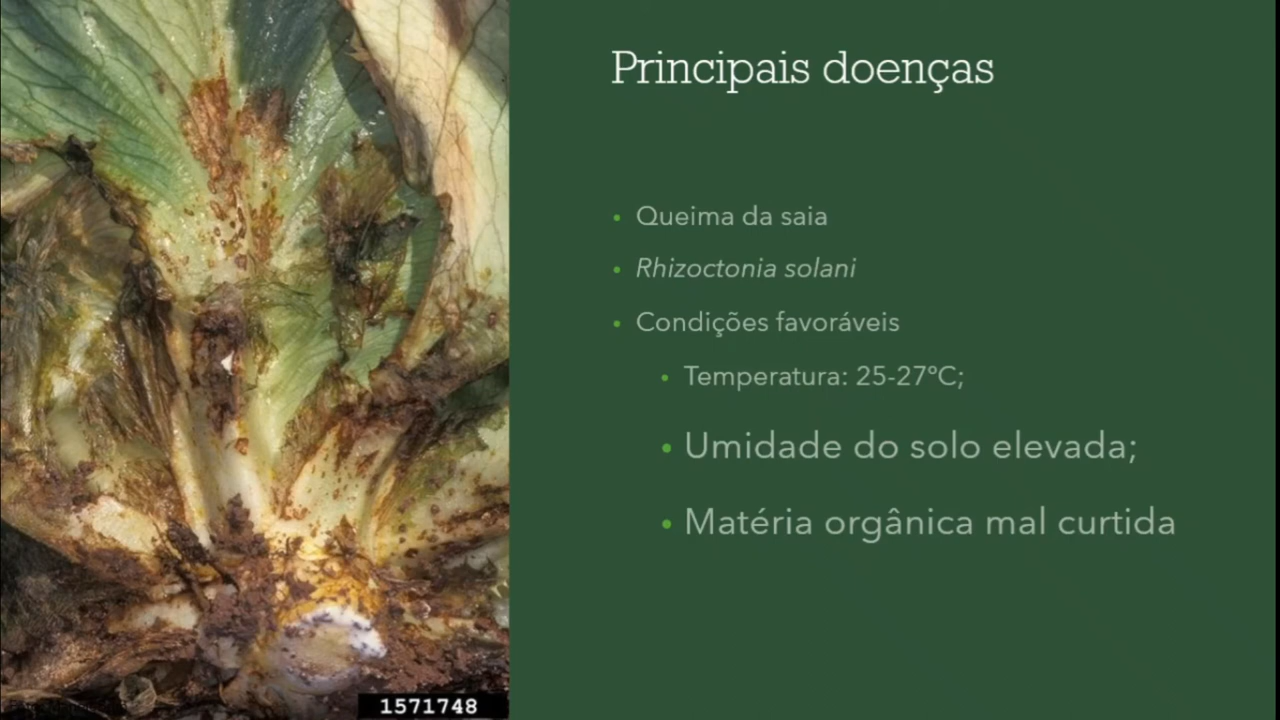 Principais doenças
• Queima da saia
• Rhizoctonia solani
• Condições favoráveis
• Temperatura: 25-27ºC;
• Umidade do solo elevada;
• Matéria orgânica mal curtida
1571748